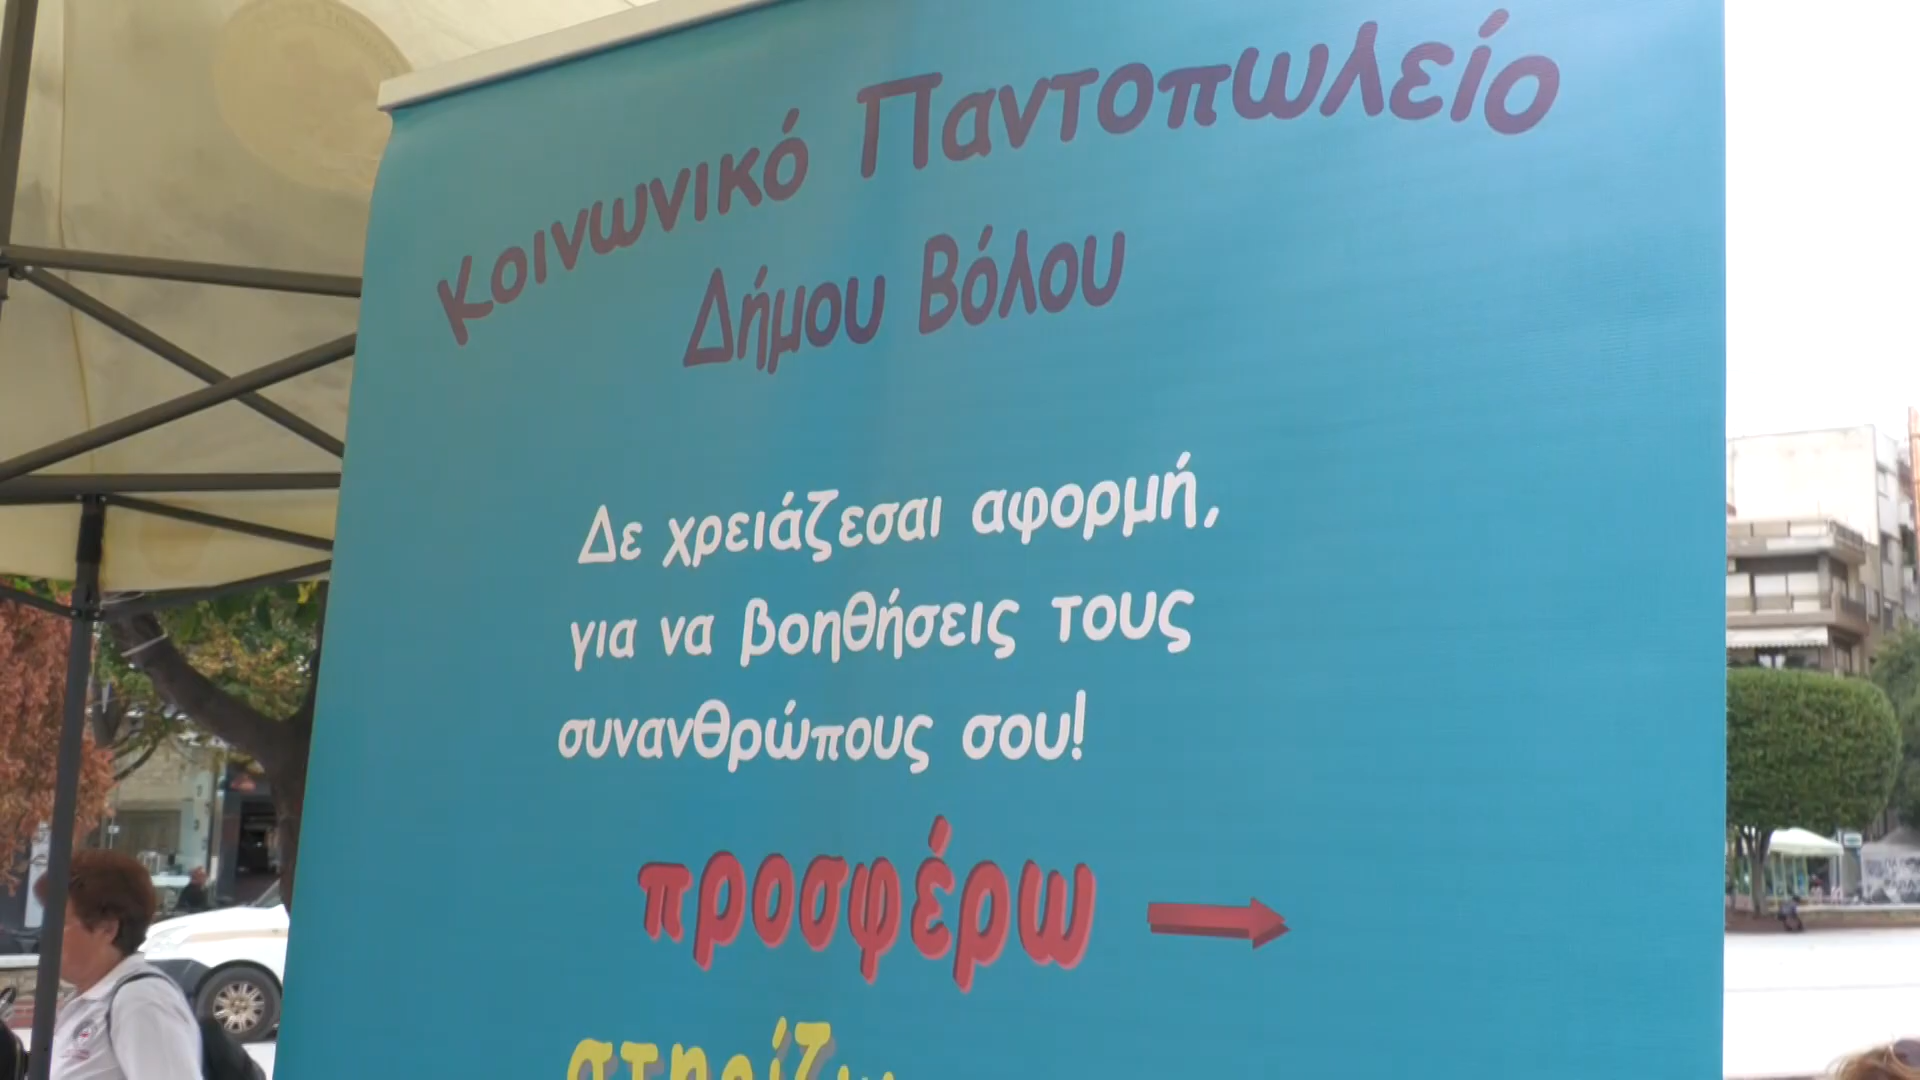 Κοινωνικό Παντοπωλείο
Δήμου Βόλου
Δε χρειάζεσαι αφορμή,
για να βοηθήσεις τους
συνανθρώπους σου!
προσφέρω